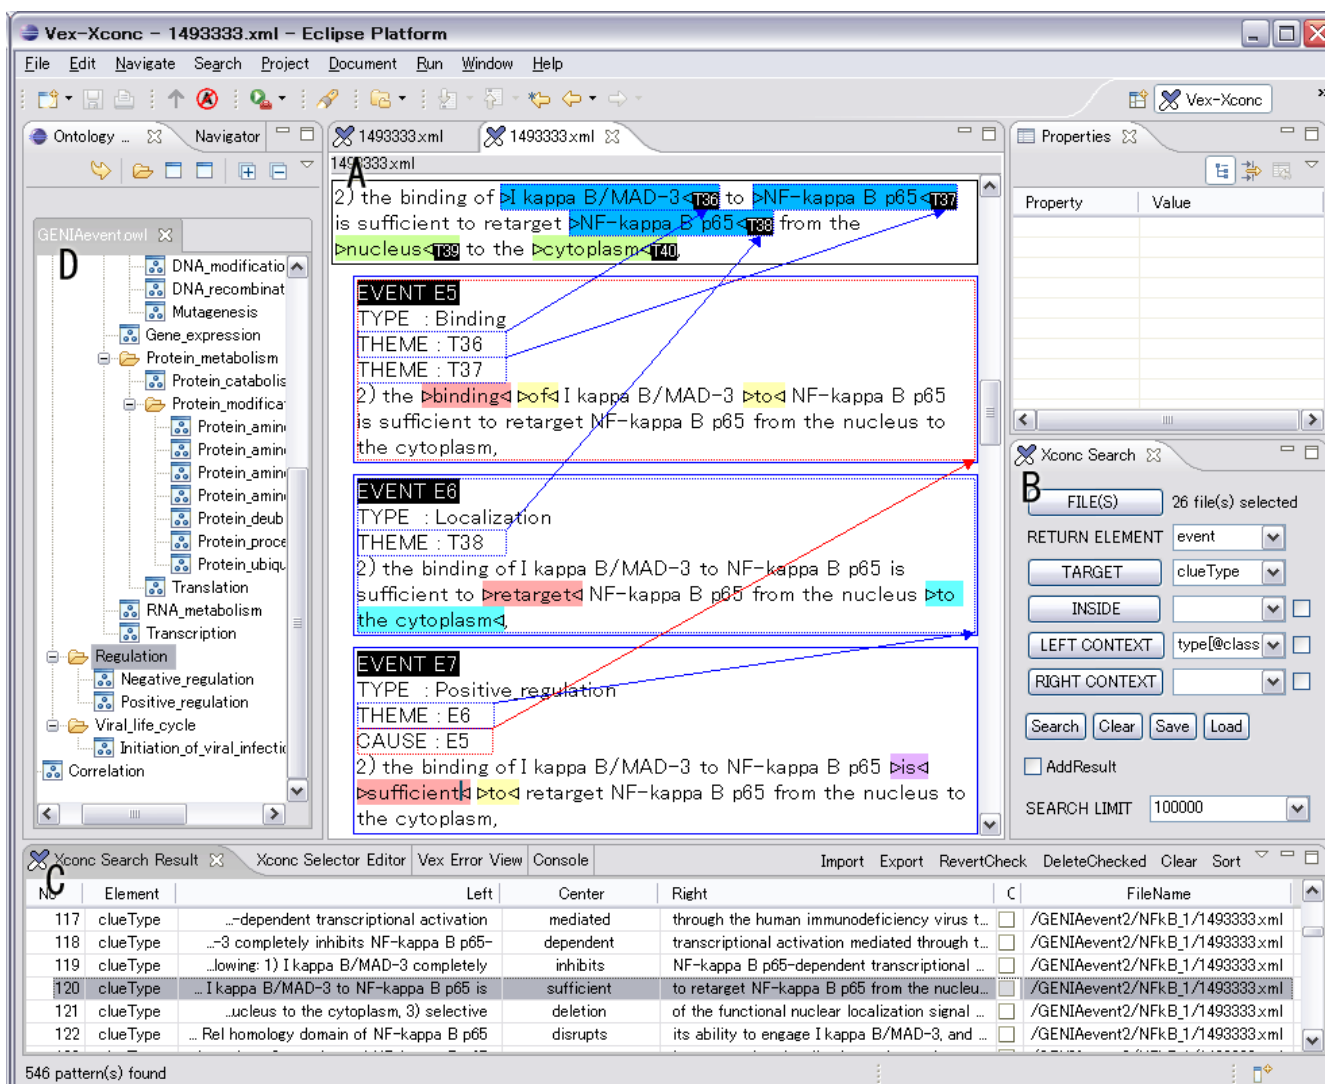 Vex-Xconc - 1493333.xml - Eclipse Platform
File Edit Navigate Search Project Document Run Window Help
Vex-Xconc
Ontology ... Navigator
GENIAevent.owl
D
DNA_modificatio
DNA_recombinat
Mutagenesis
Gene_expression
Protein_metabolism
Protein_catabolis
Protein_modifica
Protein_amin
Protein_amin
Protein_amin
Protein_amin
Protein_deub
Protein_proce
Protein_ubiqu
Translation
RNA_metabolism
Transcription
Regulation
Negative_regulation
Positive_regulation
Viral_life_cycle
Initiation_of_viral_infectic
Correlation
1493333.xml 1493333.xml
1493333.xml
A
2) the binding of I kappa B/MAD-3 T36 to NF-kappa B p65 T37
is sufficient to retarget NF-kappa B p65 T38 from the
nucleus T39 to the cytoplasm T40,
EVENT E5
TYPE : Binding
THEME : T36
THEME : T37
2) the binding of I kappa B/MAD-3 to NF-kappa B p65
is sufficient to retarget NF-kappa B p65 from the nucleus to
the cytoplasm,
EVENT E6
TYPE : Localization
THEME : T38
2) the binding of I kappa B/MAD-3 to NF-kappa B p65 is
sufficient to retarget NF-kappa B p65 from the nucleus to
the cytoplasm,
EVENT E7
TYPE : Positive_regulation
THEME : E6
CAUSE : E5
2) the binding of I kappa B/MAD-3 to NF-kappa B p65 is
sufficient to retarget NF-kappa B p65 from the nucleus to
the cytoplasm,
Properties
Property Value
Xconc Search
B
FILE(S) 26 file(s) selected
RETURN ELEMENT event
TARGET clueType
INSIDE
LEFT CONTEXT type[@class
RIGHT CONTEXT
Search Clear Save Load
AddResult
SEARCH LIMIT 100000
Xconc Search Result Xconc Selector Editor Vex Error View Console Import Export RevertCheck DeleteChecked Clear Sort
C
No Element Left Center Right C FileName
117 clueType ...-dependent transcriptional activation mediated through the human immunodeficiency virus t... /GENIAevent2/NFkB_1/1493333.xml
118 clueType ...-3 completely inhibits NF-kappa B p65- dependent transcriptional activation mediated through t... /GENIAevent2/NFkB_1/1493333.xml
119 clueType ...lowing: 1) I kappa B/MAD-3 completely inhibits NF-kappa B p65-dependent transcriptional ... /GENIAevent2/NFkB_1/1493333.xml
120 clueType ... I kappa B/MAD-3 to NF-kappa B p65 is sufficient to retarget NF-kappa B p65 from the nucleu... /GENIAevent2/NFkB_1/1493333.xml
121 clueType ...ucleus to the cytoplasm, 3) selective deletion of the functional nuclear localization signal ... /GENIAevent2/NFkB_1/1493333.xml
122 clueType ... Rel homology domain of NF-kappa B p65 disrupts its ability to engage I kappa B/MAD-3, and ... /GENIAevent2/NFkB_1/1493333.xml
546 pattern(s) found